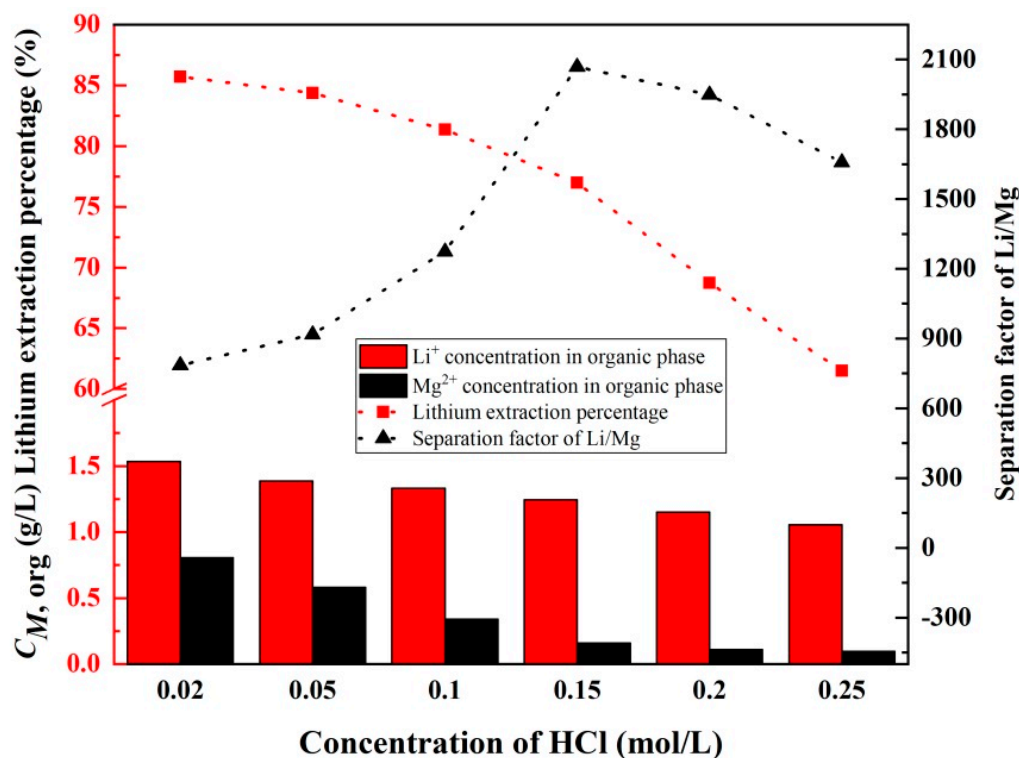 C_M, org (g/L) Lithium extraction percentage (%)
90
85
80
75
70
65
60
1.5
1.0
0.5
0.0
Li⁺ concentration in organic phase
Mg²⁺ concentration in organic phase
Lithium extraction percentage
Separation factor of Li/Mg
2100
1800
1500
1200
900
600
300
0
-300
Separation factor of Li/Mg
0.02 0.05 0.1 0.15 0.2 0.25
Concentration of HCl (mol/L)